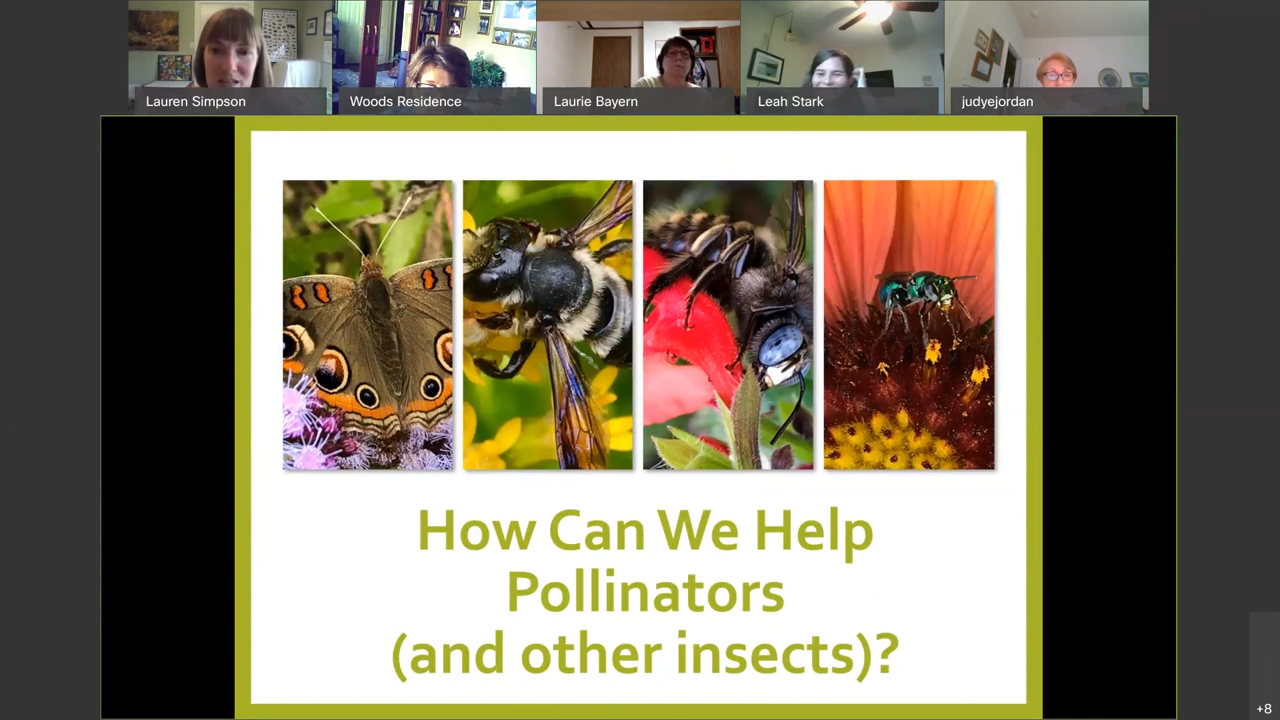 Lauren Simpson
Woods Residence
Laurie Bayern
Leah Stark
judyejordan
How Can We Help
Pollinators
(and other insects)?
+8